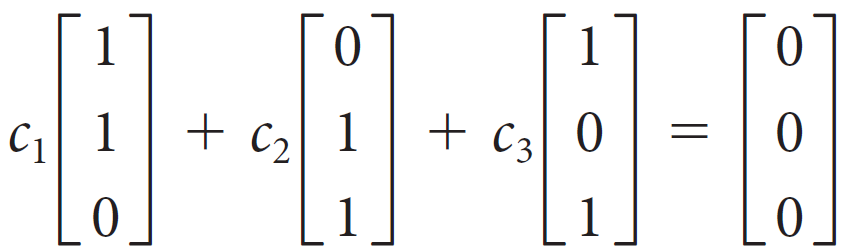 c₁ [1 1 0] + c₂ [0 1 1] + c₃ [1 0 1] = [0 0 0]